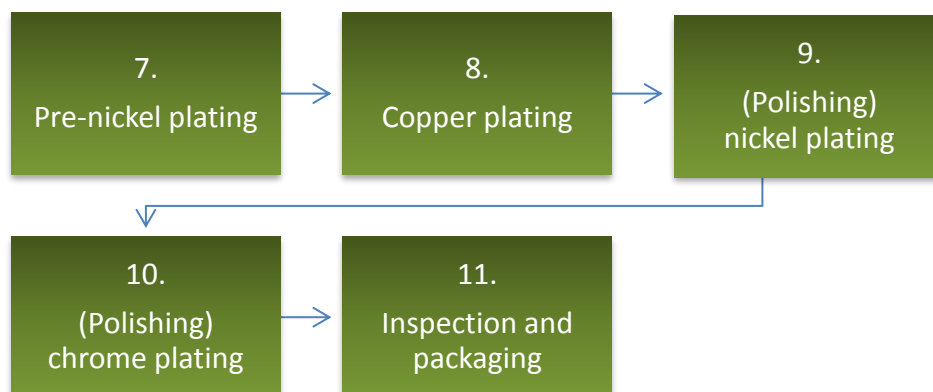 7.
Pre-nickel plating
8.
Copper plating
9.
(Polishing)
nickel plating
10.
(Polishing)
chrome plating
11.
Inspection and
packaging